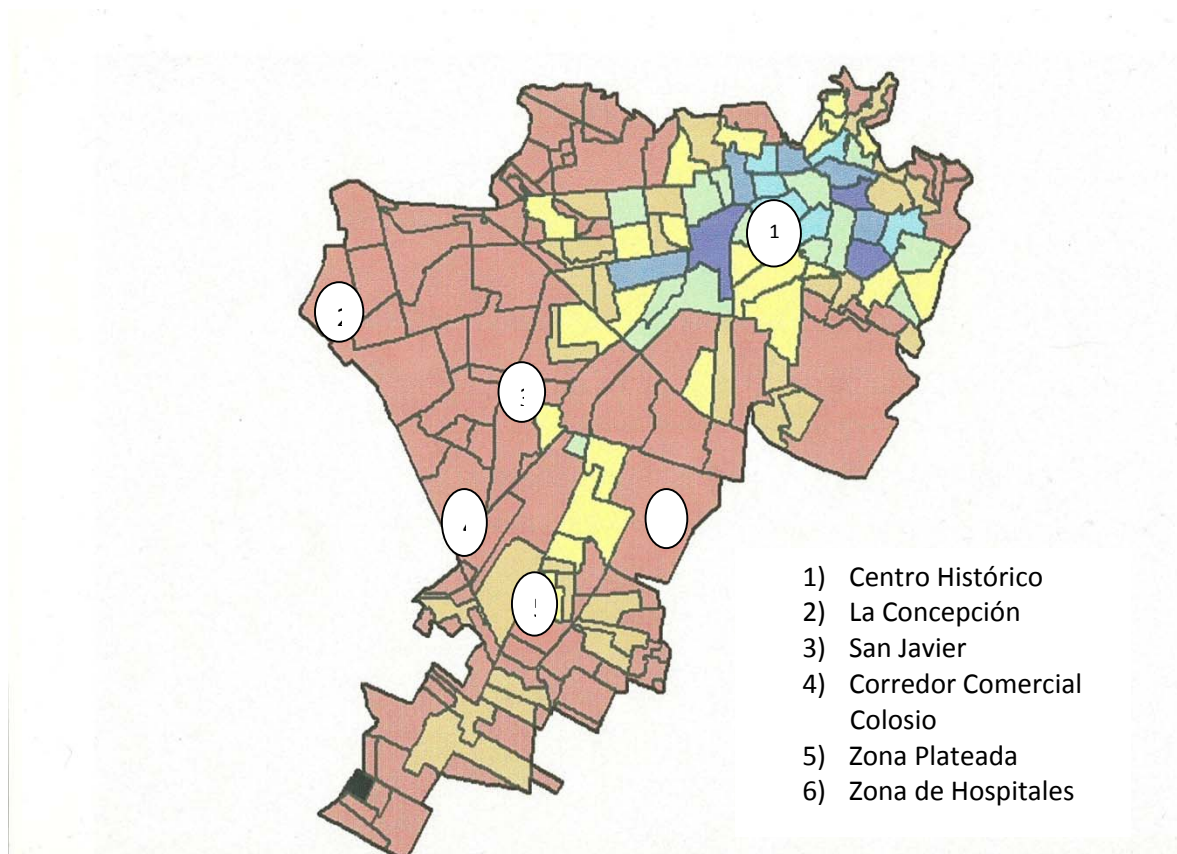 1
1) Centro Histórico
2) La Concepción
3) San Javier
4) Corredor Comercial
Colosio
5) Zona Plateada
6) Zona de Hospitales